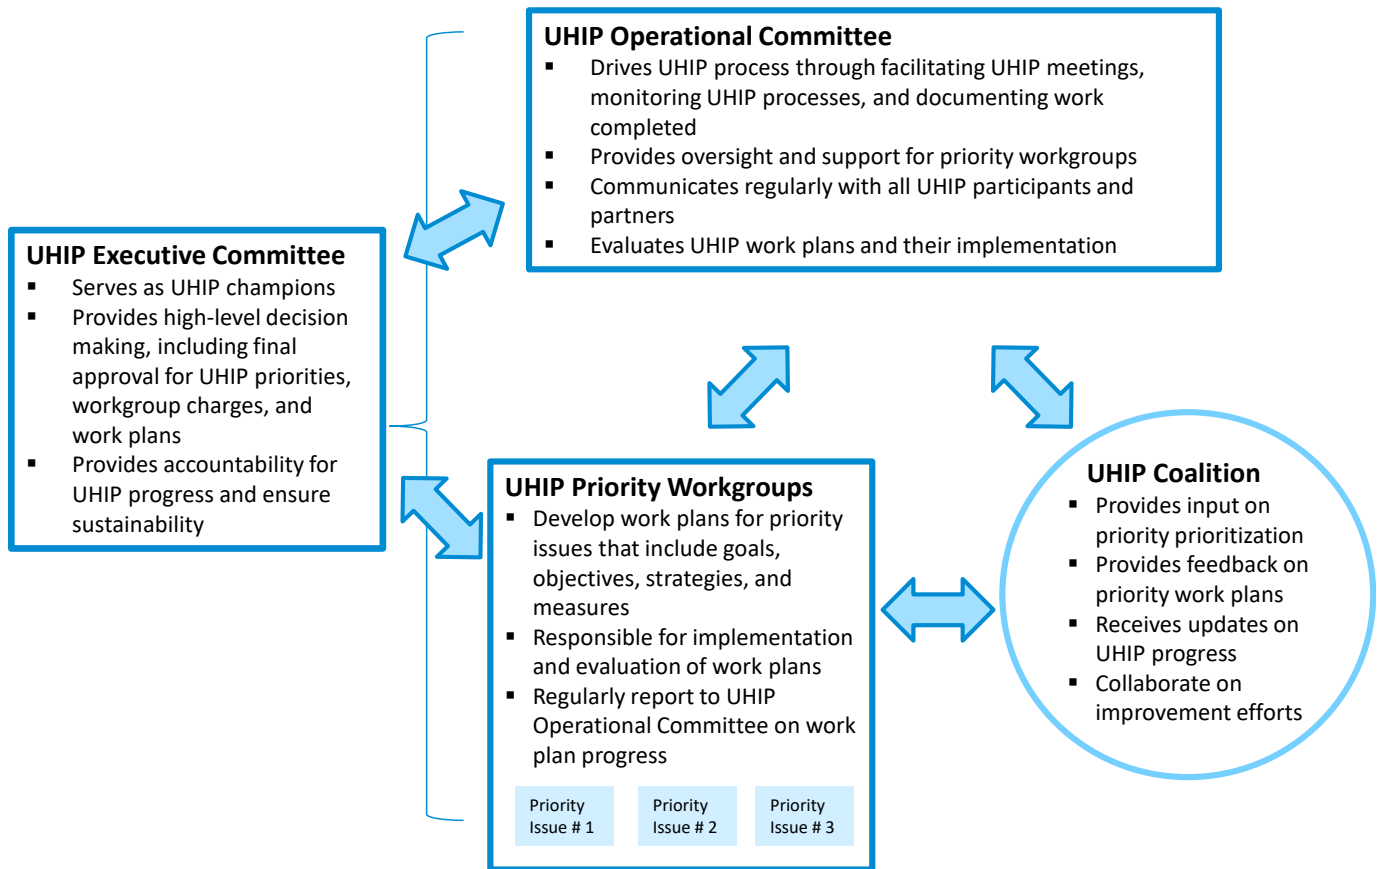 UHIP Operational Committee
▪ Drives UHIP process through facilitating UHIP meetings,
monitoring UHIP processes, and documenting work
completed
▪ Provides oversight and support for priority workgroups
▪ Communicates regularly with all UHIP participants and
partners
▪ Evaluates UHIP work plans and their implementation
UHIP Executive Committee
▪ Serves as UHIP champions
▪ Provides high-level decision
making, including final
approval for UHIP priorities,
workgroup charges, and
work plans
▪ Provides accountability for
UHIP progress and ensure
sustainability
UHIP Priority Workgroups
▪ Develop work plans for priority
issues that include goals,
objectives, strategies, and
measures
▪ Responsible for implementation
and evaluation of work plans
▪ Regularly report to UHIP
Operational Committee on work
plan progress
Priority
Issue # 1
Priority
Issue # 2
Priority
Issue # 3
UHIP Coalition
▪ Provides input on
priority prioritization
▪ Provides feedback on
priority work plans
▪ Receives updates on
UHIP progress
▪ Collaborate on
improvement efforts